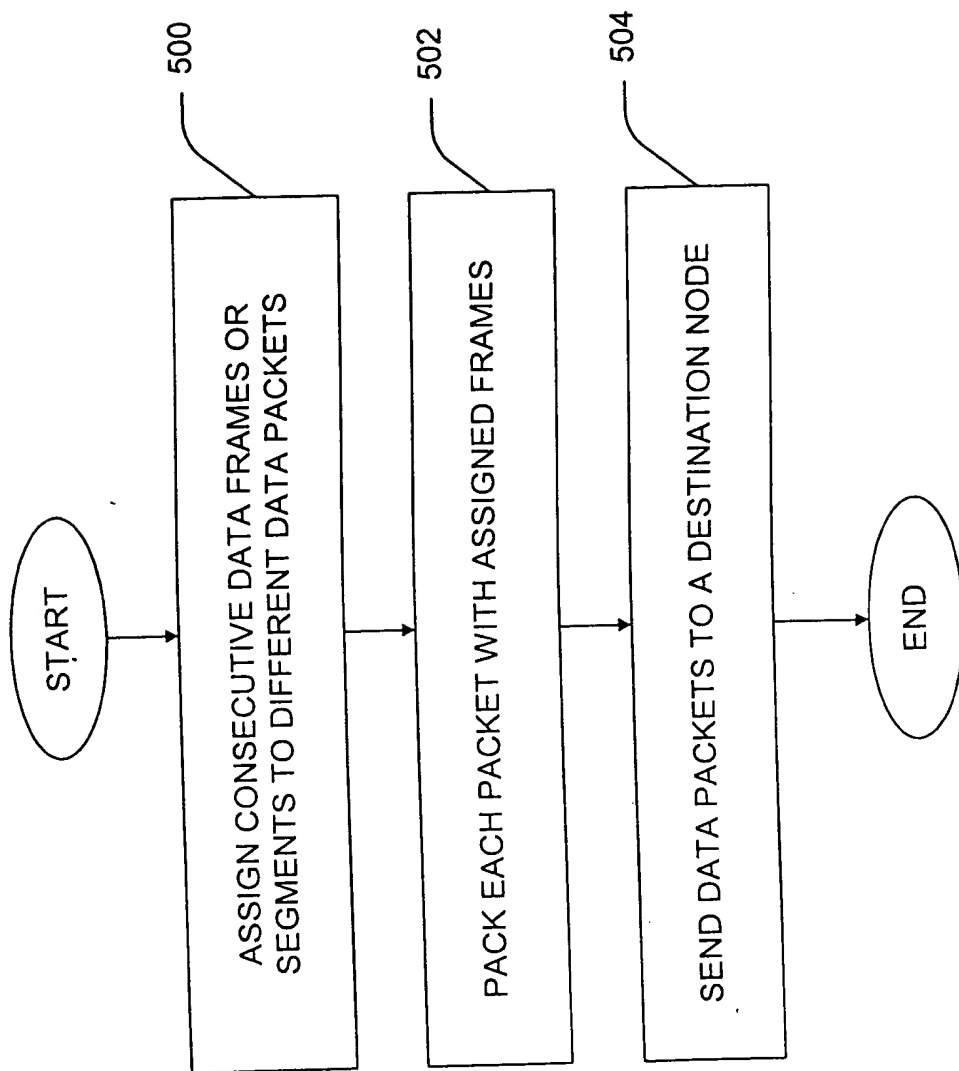 START
ASSIGN CONSECUTIVE DATA FRAMES OR
SEGMENTS TO DIFFERENT DATA PACKETS
500
PACK EACH PACKET WITH ASSIGNED FRAMES
502
SEND DATA PACKETS TO A DESTINATION NODE
504
END